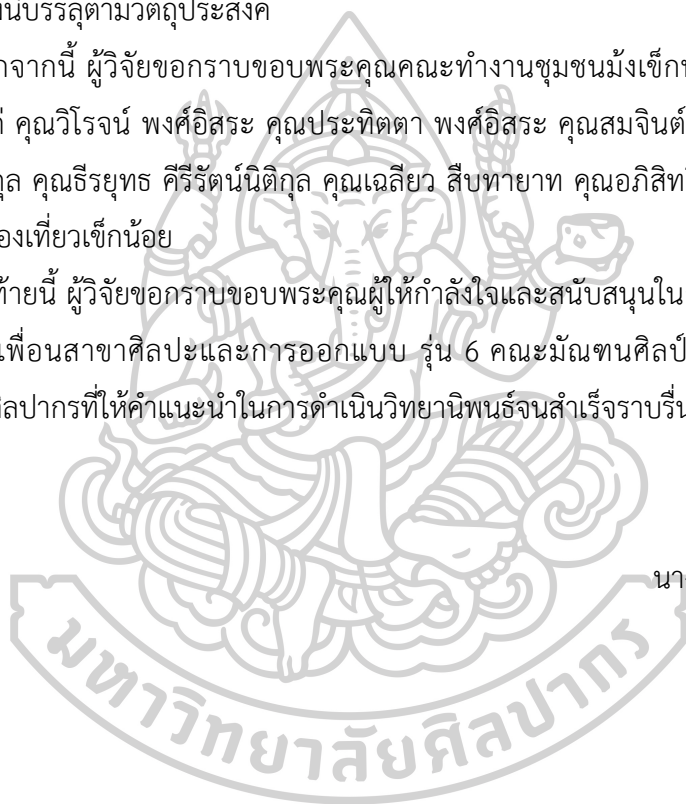 นบรรลุตามวัตถุประสงค์
กจากนี้ ผู้วิจัยขอกราบขอบพระคุณคณะทำงานชุมชนม้งเข็ก
ก่ คุณวิโรจน์ พงศ์อิสระ คุณประทิตตา พงศ์อิสระ คุณสมจินต์
กุล คุณธีรยุทธ คีรีรัตน์นิติกุล คุณเฉลียว สืบทายาท คุณอภิสิท
องเที่ยวเข็กน้อย
ท้ายนี้ ผู้วิจัยขอกราบขอบพระคุณผู้ให้กำลังใจและสนับสนุนใน
เพื่อนสาขาศิลปะและการออกแบบ รุ่น 6 คณะมัณฑนศิลป์
ศิลปากรที่ให้คำแนะนำในการดำเนินวิทยานิพนธ์จนสำเร็จราบรื่น
นา
มหาวิทยาลัยศิลปากร